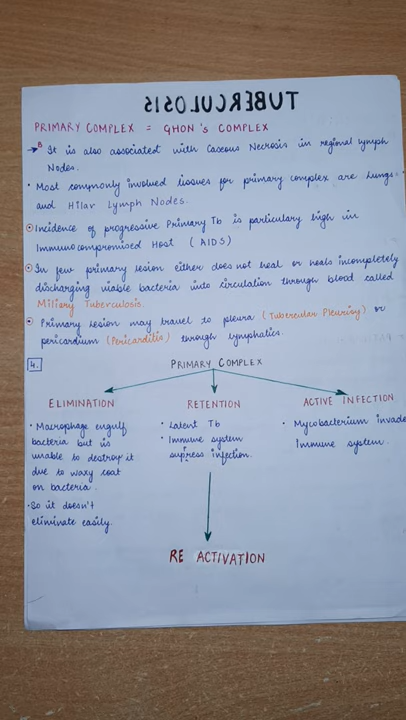 TUBERCULOSIS
PRIMARY COMPLEX = GHON'S COMPLEX
→ It is also associated with Caseous Necrosis in regional lymph
Nodes.
• Most commonly involved tissues for primary complex are Lungs
and Hilar Lymph Nodes.
⊙ Incidence of progressive Primary Tb is particulary high in
Immunocompromised Host (AIDS)
⊙ In few primary lesion either does not heal or heals incompletely
discharging viable bacteria into circulation through blood called
Miliary Tuberculosis.
⊙ Primary lesion may travel to pleura (Tubercular Pleurisy) or
pericardium (Pericarditis) through lymphatics.
4.
PRIMARY COMPLEX
ELIMINATION
• Macrophage engulf
bacteria but is
unable to destroy it
due to waxy coat
on bacteria.
• So it doesn't
eliminate easily.
RETENTION
• Latent Tb
• Immune system
supress infection.
ACTIVE INFECTION
• Mycobacterium invade
Immune system.
RE ACTIVATION